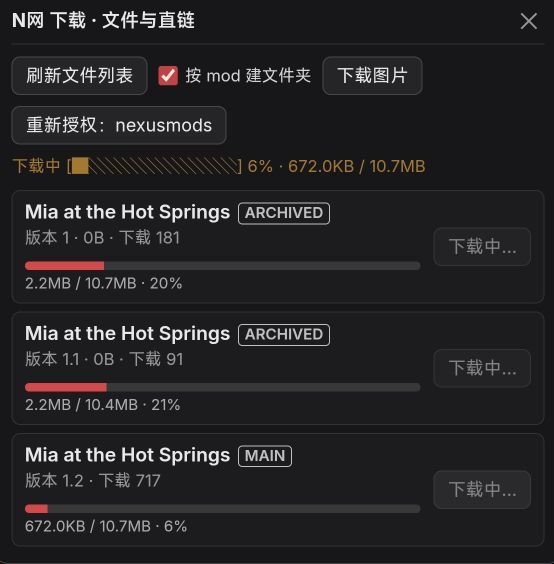 N网 下载 · 文件与直链
刷新文件列表 按 mod 建文件夹 下载图片
重新授权：nexusmods
下载中 [ ] 6% · 672.0KB / 10.7MB
Mia at the Hot Springs ARCHIVED
版本 1 · 0B · 下载 181
下载中...
2.2MB / 10.7MB · 20%
Mia at the Hot Springs ARCHIVED
版本 1.1 · 0B · 下载 91
下载中...
2.2MB / 10.4MB · 21%
Mia at the Hot Springs MAIN
版本 1.2 · 下载 717
下载中...
672.0KB / 10.7MB · 6%